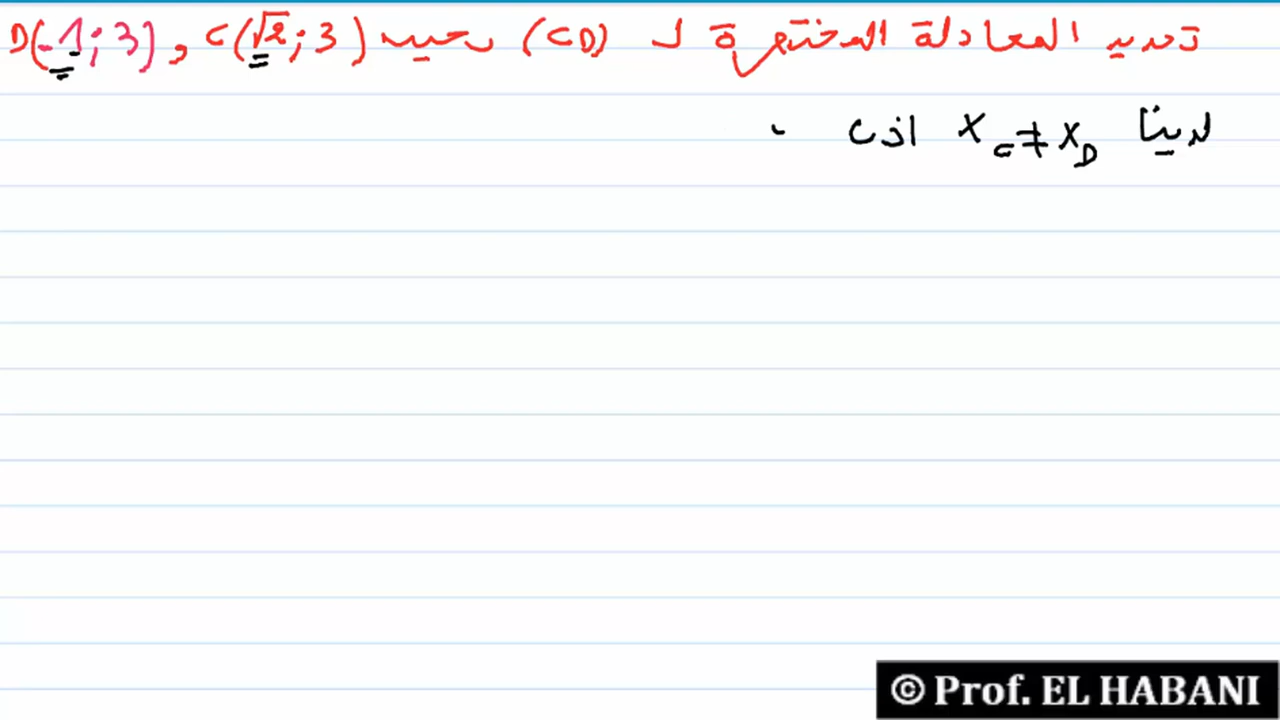 تحديد المعادلة المختصرة لـ (CD) بحيث C(√2 ; 3) و D(-1 ; 3)
لدينا x_C ≠ x_D اذن
© Prof. EL HABANI